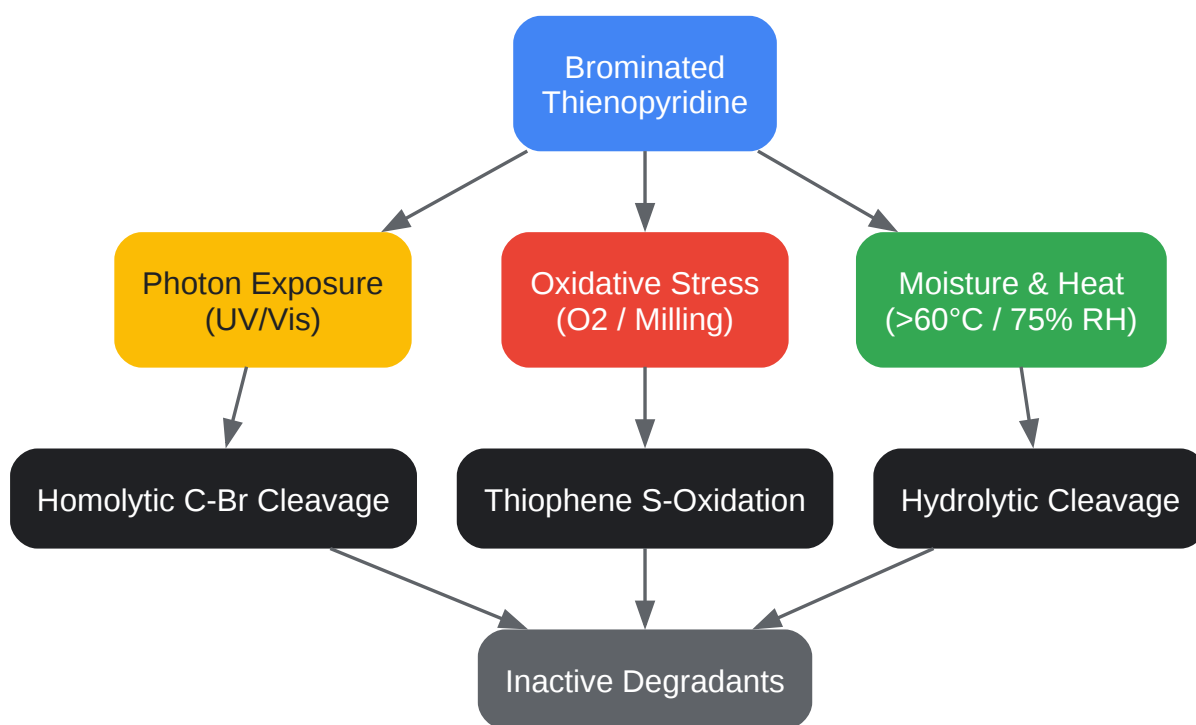 Brominated
Thienopyridine
Photon Exposure
(UV/Vis)
Oxidative Stress
(O2 / Milling)
Moisture & Heat
(>60°C / 75% RH)
Homolytic C-Br Cleavage
Thiophene S-Oxidation
Hydrolytic Cleavage
Inactive Degradants